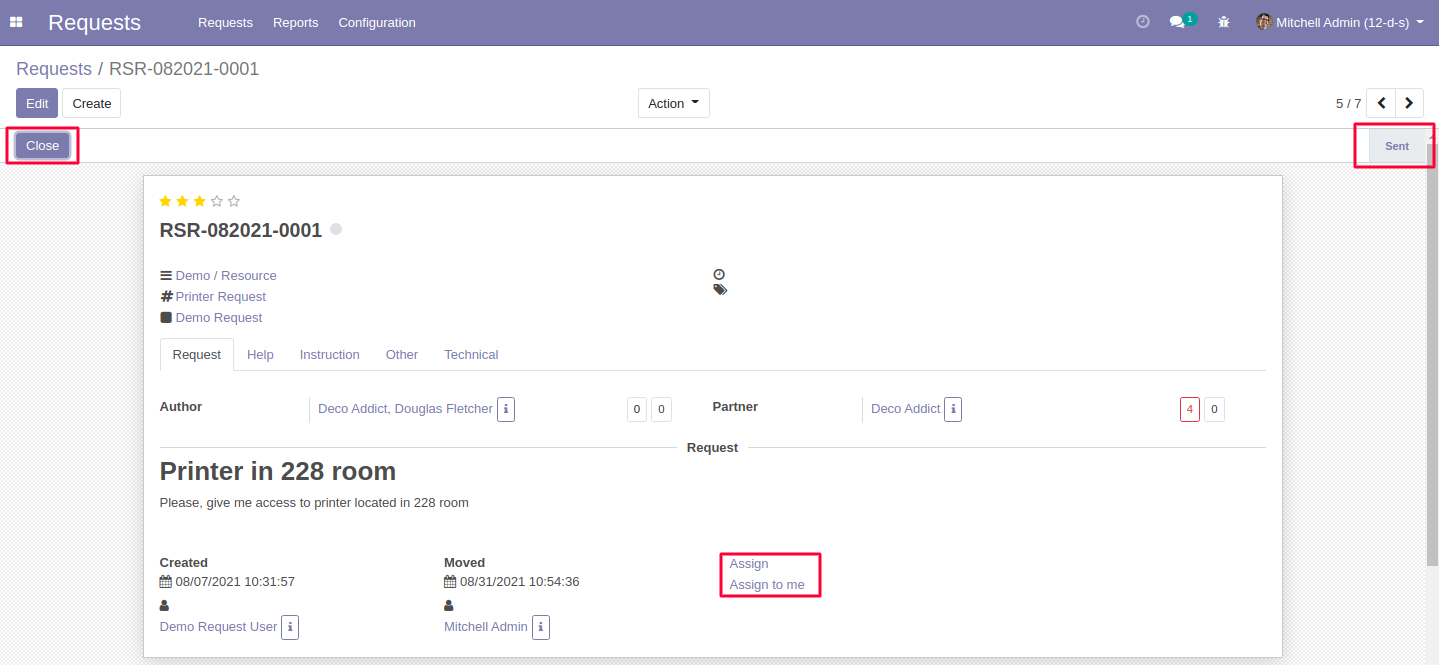 Requests Requests Reports Configuration 1 Mitchell Admin (12-d-s)
Requests / RSR-082021-0001
Edit Create Action 5 / 7
Close Sent
RSR-082021-0001
Demo / Resource
Printer Request
Demo Request
Request Help Instruction Other Technical
Author Deco Addict, Douglas Fletcher i 0 0 Partner Deco Addict i 4 0
Request
Printer in 228 room
Please, give me access to printer located in 228 room
Created Moved Assign
08/07/2021 10:31:57 08/31/2021 10:54:36 Assign to me
Demo Request User i Mitchell Admin i